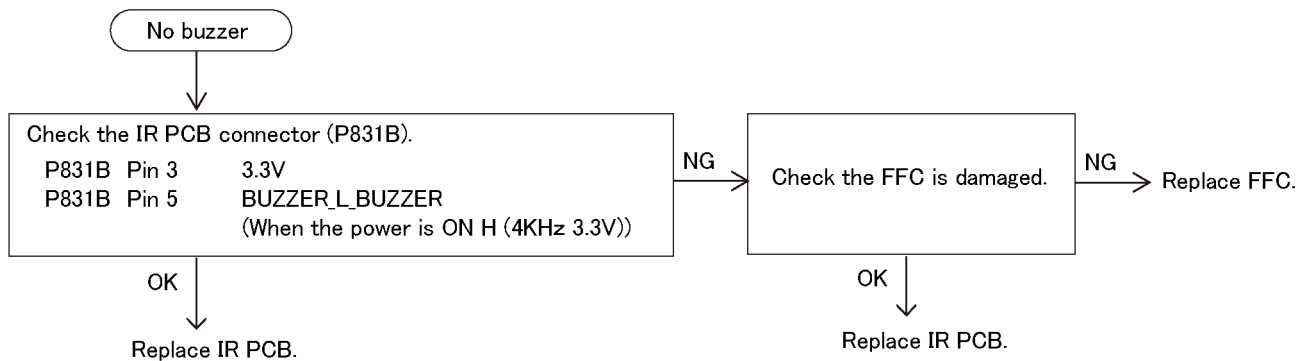 No buzzer
Check the IR PCB connector (P831B).
P831B Pin 3 3.3V
P831B Pin 5 BUZZER_L_BUZZER
(When the power is ON H (4KHz 3.3V))
NG
Check the FFC is damaged.
NG
Replace FFC.
OK
Replace IR PCB.
OK
Replace IR PCB.